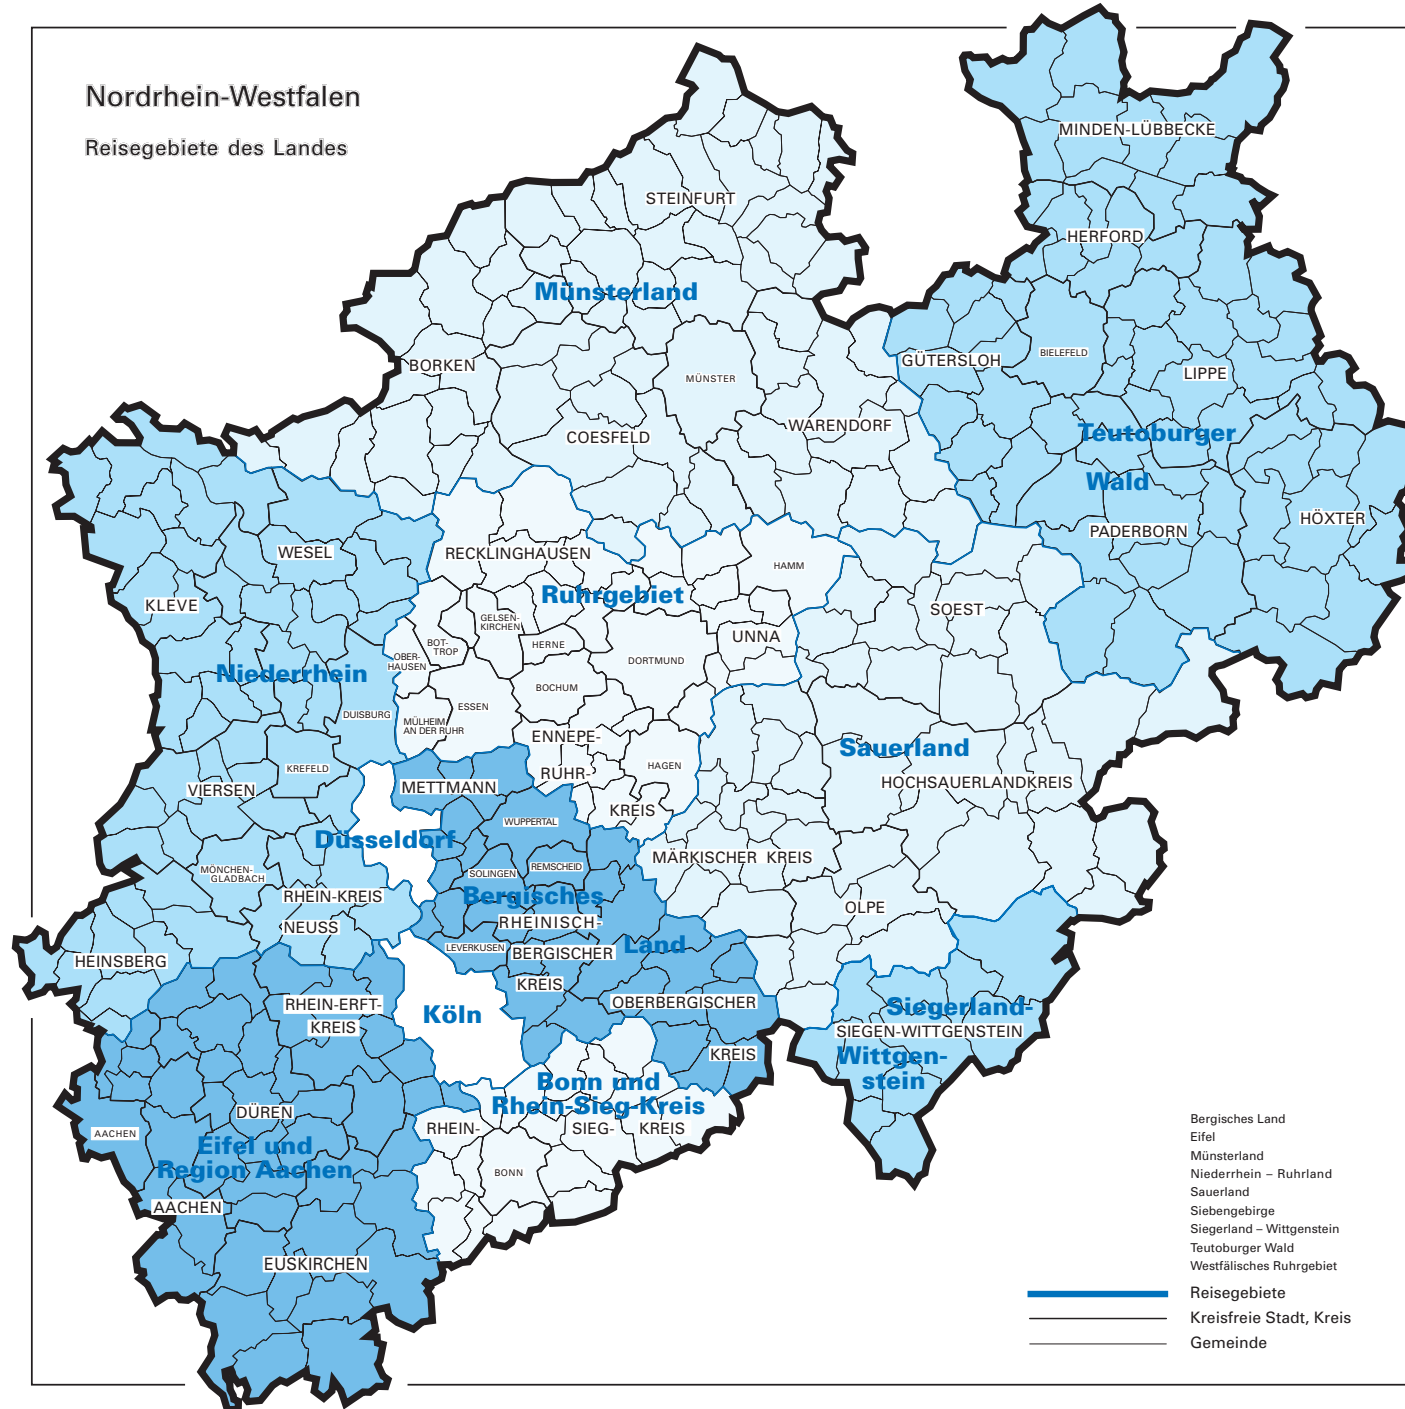 Nordrhein-Westfalen
Reisegebiete des Landes
MINDEN-LÜBBECKE
STEINFURT
HERFORD
Münsterland
GÜTERSLOH
BIELEFELD
BORKEN
LIPPE
MÜNSTER
WARENDORF
COESFELD
Teutoburger
Wald
HÖXTER
PADERBORN
WESEL
RECKLINGHAUSEN
HAMM
Ruhrgebiet
KLEVE
SOEST
GELSEN-
KIRCHEN
BOT-
TROP
HERNE
UNNA
OBER-
HAUSEN
DORTMUND
Niederrhein
BOCHUM
DUISBURG
ESSEN
MÜLHEIM
AN DER RUHR
ENNEPE-
RUHR-
KREIS
HAGEN
Sauerland
HOCHSAUERLANDKREIS
KREFELD
VIERSEN
METTMANN
WUPPERTAL
Düsseldorf
MÄRKISCHER KREIS
MÖNCHEN-
GLADBACH
SOLINGEN
REMSCHEID
RHEIN-KREIS
NEUSS
Bergisches
Land
OLPE
RHEINISCH-
BERGISCHER
KREIS
LEVERKUSEN
HEINSBERG
RHEIN-ERFT-
KREIS
Köln
OBERBERGISCHER
KREIS
Siegerland-
SIEGEN-WITTGENSTEIN
Wittgen-
stein
Bonn und
Rhein-Sieg-Kreis
RHEIN-
SIEG-
KREIS
DÜREN
AACHEN
Eifel und
Region Aachen
BONN
AACHEN
EUSKIRCHEN
Bergisches Land
Eifel
Münsterland
Niederrhein – Ruhrland
Sauerland
Siebengebirge
Siegerland – Wittgenstein
Teutoburger Wald
Westfälisches Ruhrgebiet
Reisegebiete
Kreisfreie Stadt, Kreis
Gemeinde